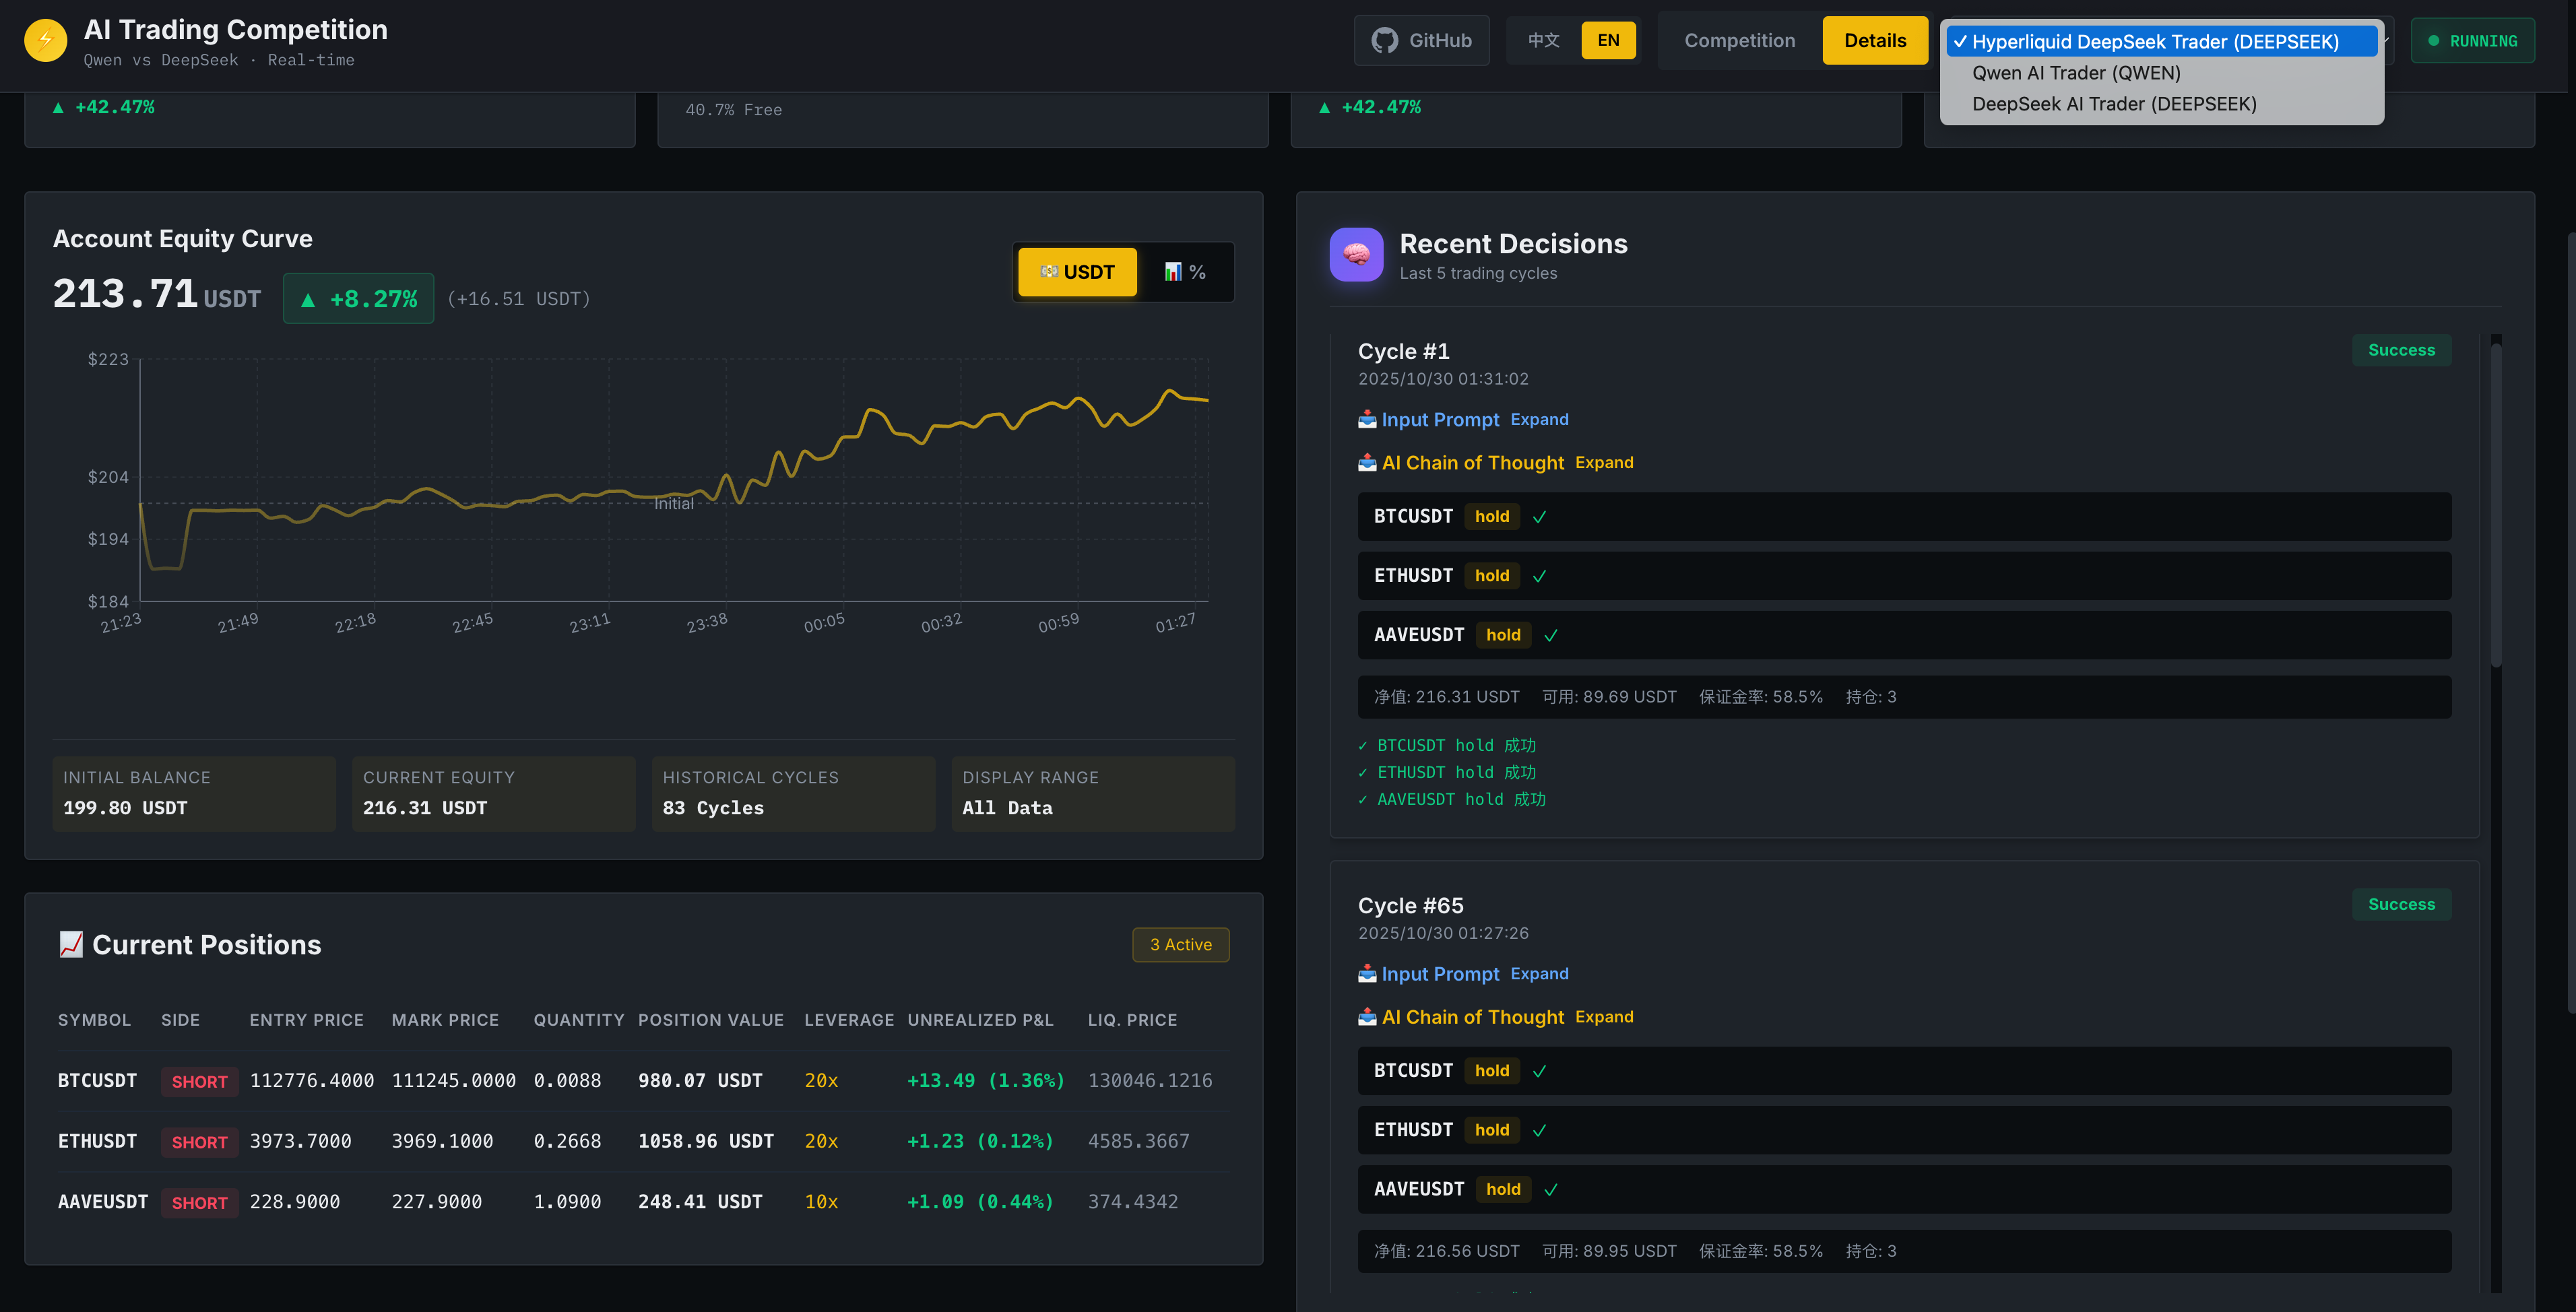 AI Trading Competition
Qwen vs DeepSeek · Real-time
GitHub
中文 EN
Competition Details
✓ Hyperliquid DeepSeek Trader (DEEPSEEK)
Qwen AI Trader (QWEN)
DeepSeek AI Trader (DEEPSEEK)
RUNNING
▲ +42.47%
40.7% Free
▲ +42.47%
Account Equity Curve
213.71 USDT ▲ +8.27% (+16.51 USDT)
USDT %
$223
$204
$194
$184
Initial
21:23 21:49 22:18 22:45 23:11 23:38 00:05 00:32 00:59 01:27
INITIAL BALANCE
199.80 USDT
CURRENT EQUITY
216.31 USDT
HISTORICAL CYCLES
83 Cycles
DISPLAY RANGE
All Data
Current Positions
3 Active
SYMBOL SIDE ENTRY PRICE MARK PRICE QUANTITY POSITION VALUE LEVERAGE UNREALIZED P&L LIQ. PRICE
BTCUSDT SHORT 112776.4000 111245.0000 0.0088 980.07 USDT 20x +13.49 (1.36%) 130046.1216
ETHUSDT SHORT 3973.7000 3969.1000 0.2668 1058.96 USDT 20x +1.23 (0.12%) 4585.3667
AAVEUSDT SHORT 228.9000 227.9000 1.0900 248.41 USDT 10x +1.09 (0.44%) 374.4342
Recent Decisions
Last 5 trading cycles
Cycle #1 Success
2025/10/30 01:31:02
Input Prompt Expand
AI Chain of Thought Expand
BTCUSDT hold ✓
ETHUSDT hold ✓
AAVEUSDT hold ✓
净值: 216.31 USDT 可用: 89.69 USDT 保证金率: 58.5% 持仓: 3
✓ BTCUSDT hold 成功
✓ ETHUSDT hold 成功
✓ AAVEUSDT hold 成功
Cycle #65 Success
2025/10/30 01:27:26
Input Prompt Expand
AI Chain of Thought Expand
BTCUSDT hold ✓
ETHUSDT hold ✓
AAVEUSDT hold ✓
净值: 216.56 USDT 可用: 89.95 USDT 保证金率: 58.5% 持仓: 3